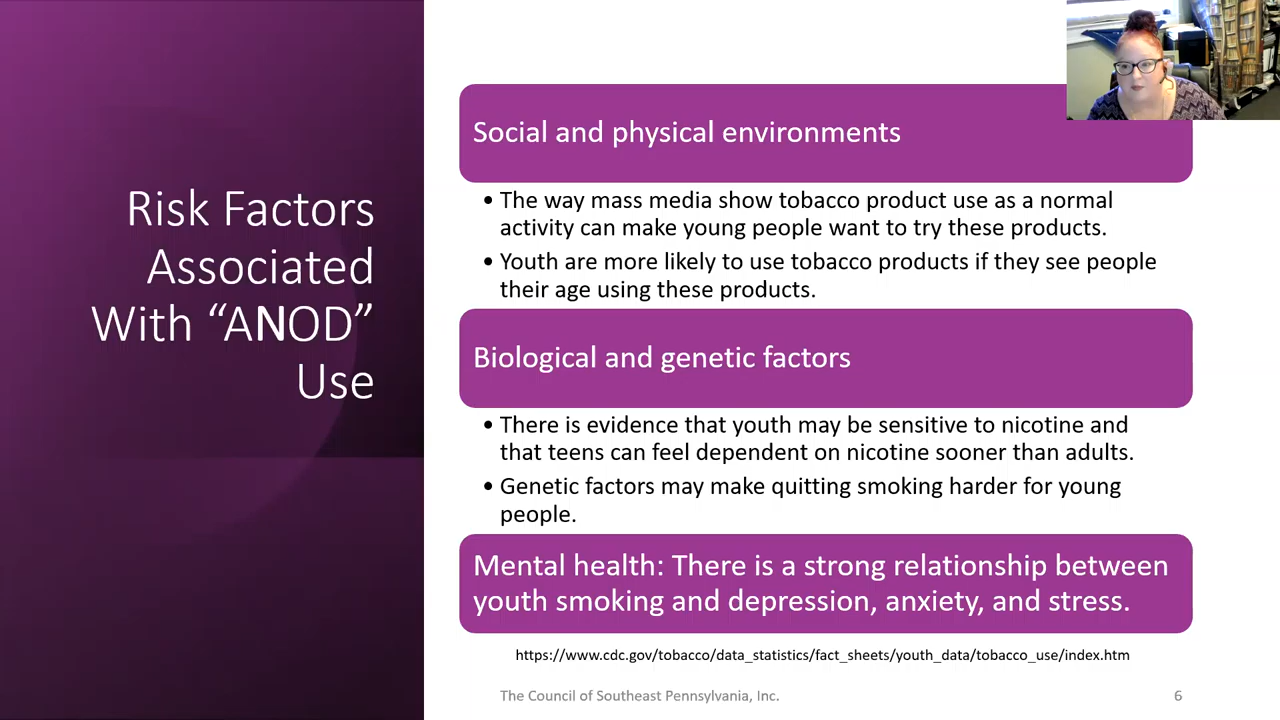 Risk Factors
Associated
With “ANOD”
Use
Social and physical environments
• The way mass media show tobacco product use as a normal
activity can make young people want to try these products.
• Youth are more likely to use tobacco products if they see people
their age using these products.
Biological and genetic factors
• There is evidence that youth may be sensitive to nicotine and
that teens can feel dependent on nicotine sooner than adults.
• Genetic factors may make quitting smoking harder for young
people.
Mental health: There is a strong relationship between
youth smoking and depression, anxiety, and stress.
https://www.cdc.gov/tobacco/data_statistics/fact_sheets/youth_data/tobacco_use/index.htm
The Council of Southeast Pennsylvania, Inc.
6